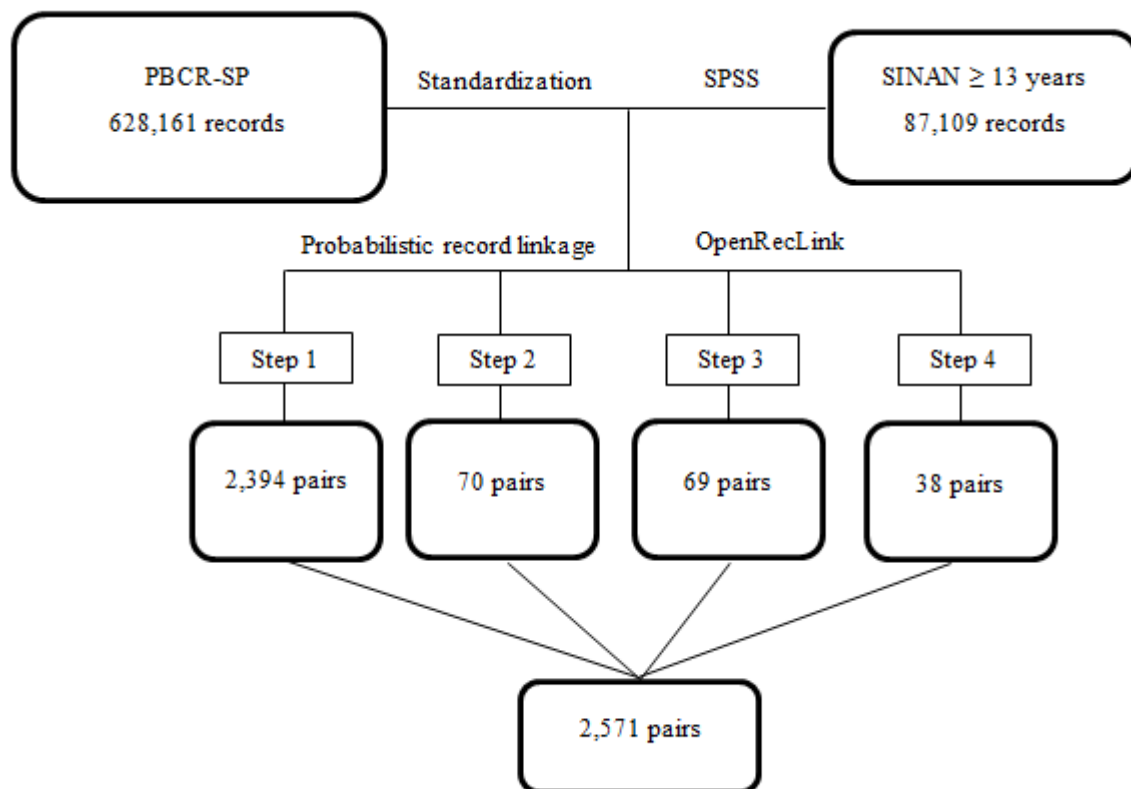 PBCR-SP
628,161 records
Standardization
SPSS
SINAN ≥ 13 years
87,109 records
Probabilistic record linkage
OpenRecLink
Step 1
Step 2
Step 3
Step 4
2,394 pairs
70 pairs
69 pairs
38 pairs
2,571 pairs